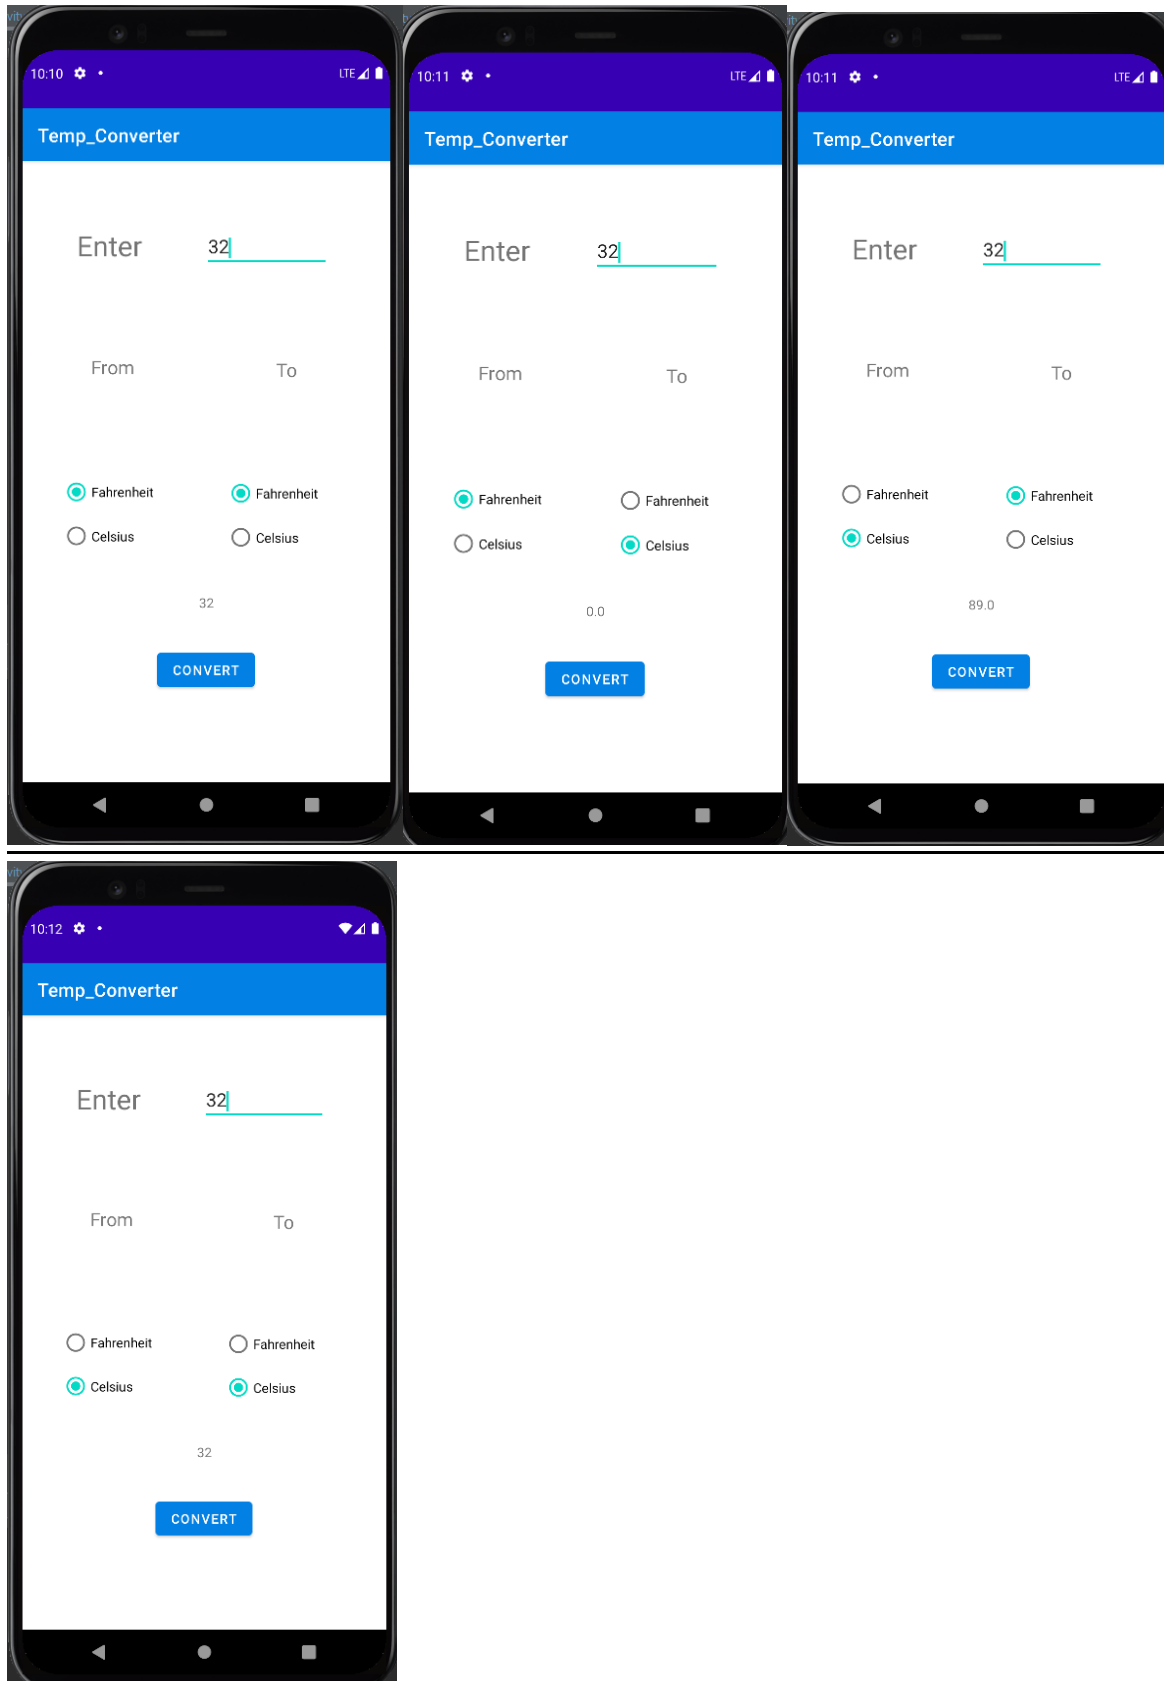 10:10 LTE
Temp_Converter
Enter 32
From To
Fahrenheit Fahrenheit
Celsius Celsius
32
CONVERT
10:11 LTE
Temp_Converter
Enter 32
From To
Fahrenheit Fahrenheit
Celsius Celsius
0.0
CONVERT
10:11 LTE
Temp_Converter
Enter 32
From To
Fahrenheit Fahrenheit
Celsius Celsius
89.0
CONVERT
10:12
Temp_Converter
Enter 32
From To
Fahrenheit Fahrenheit
Celsius Celsius
32
CONVERT